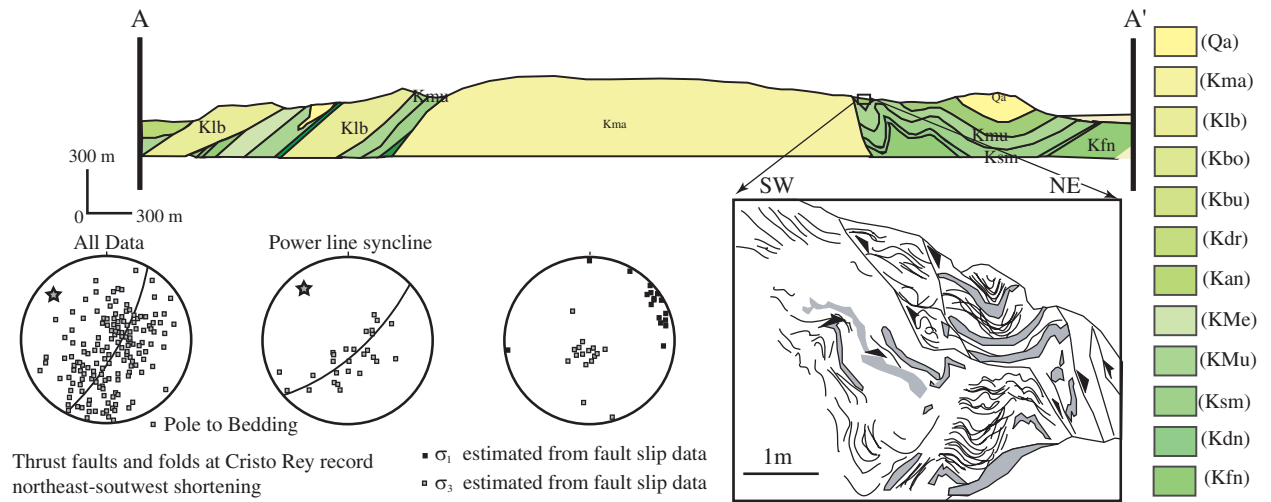 A
A'
Klb
Klb
Kmu
Kma
Qa
Kmu
Ksm
Kfn
300 m
0
300 m
SW
NE
All Data
Power line syncline
Pole to Bedding
Thrust faults and folds at Cristo Rey record
northeast-soutwest shortening
σ1 estimated from fault slip data
σ3 estimated from fault slip data
1m
(Qa)
(Kma)
(Klb)
(Kbo)
(Kbu)
(Kdr)
(Kan)
(KMe)
(KMu)
(Ksm)
(Kdn)
(Kfn)